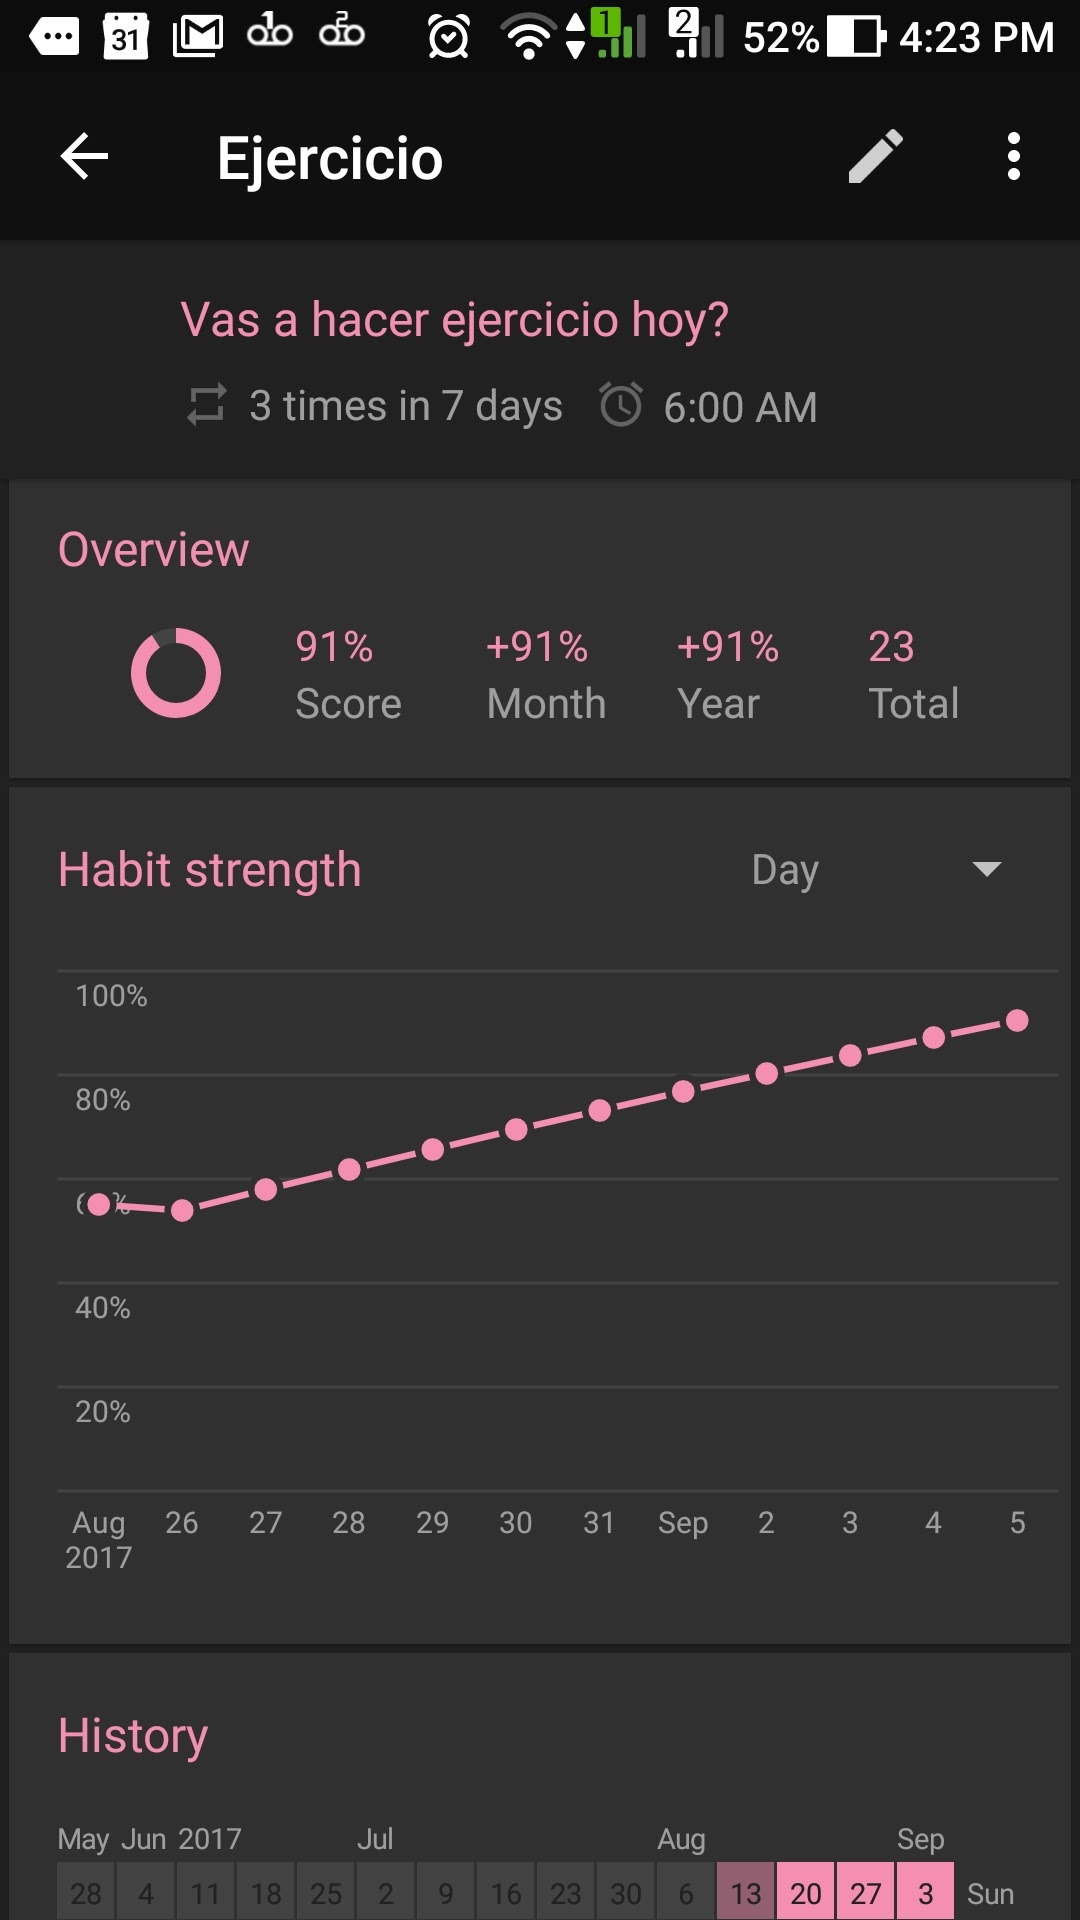 31 1 2 52% 4:23 PM
Ejercicio
Vas a hacer ejercicio hoy?
3 times in 7 days 6:00 AM
Overview
91% +91% +91% 23
Score Month Year Total
Habit strength Day
100%
80%
40%
20%
Aug 26 27 28 29 30 31 Sep 2 3 4 5
2017
History
May Jun 2017 Jul Aug Sep
28 4 11 18 25 2 9 16 23 30 6 13 20 27 3 Sun